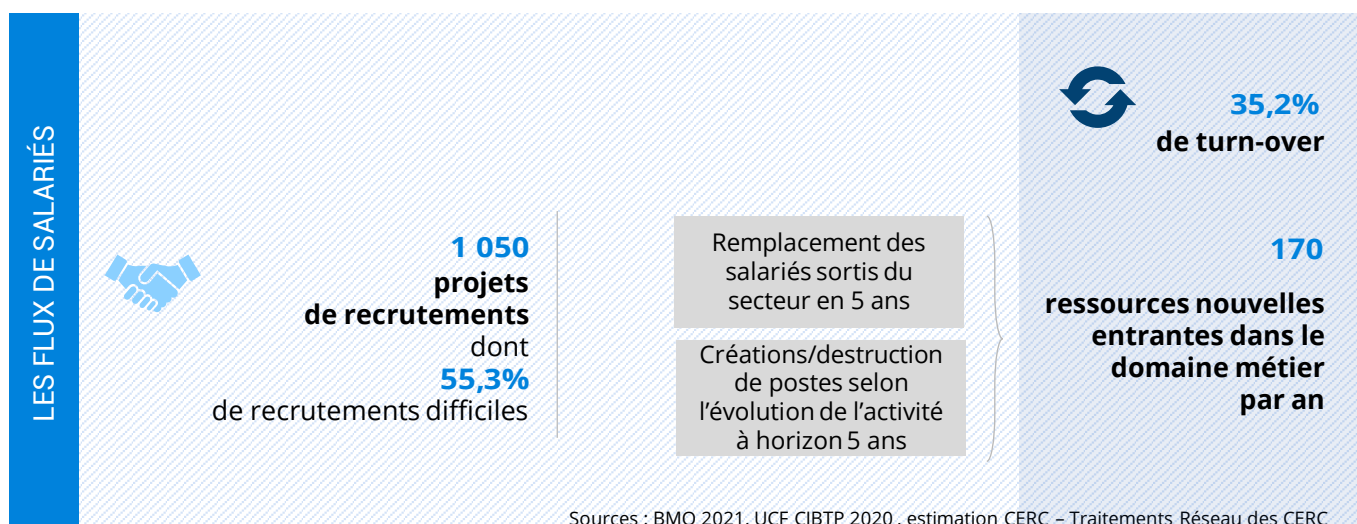 LES FLUX DE SALARIÉS
1 050
projets
de recrutements
dont
55,3%
de recrutements difficiles
Remplacement des
salariés sortis du
secteur en 5 ans
Créations/destruction
de postes selon
l’évolution de l’activité
à horizon 5 ans
35,2%
de turn-over
170
ressources nouvelles
entrantes dans le
domaine métier
par an
Sources : BMO 2021, UCF CIBTP 2020 , estimation CERC – Traitements Réseau des CERC